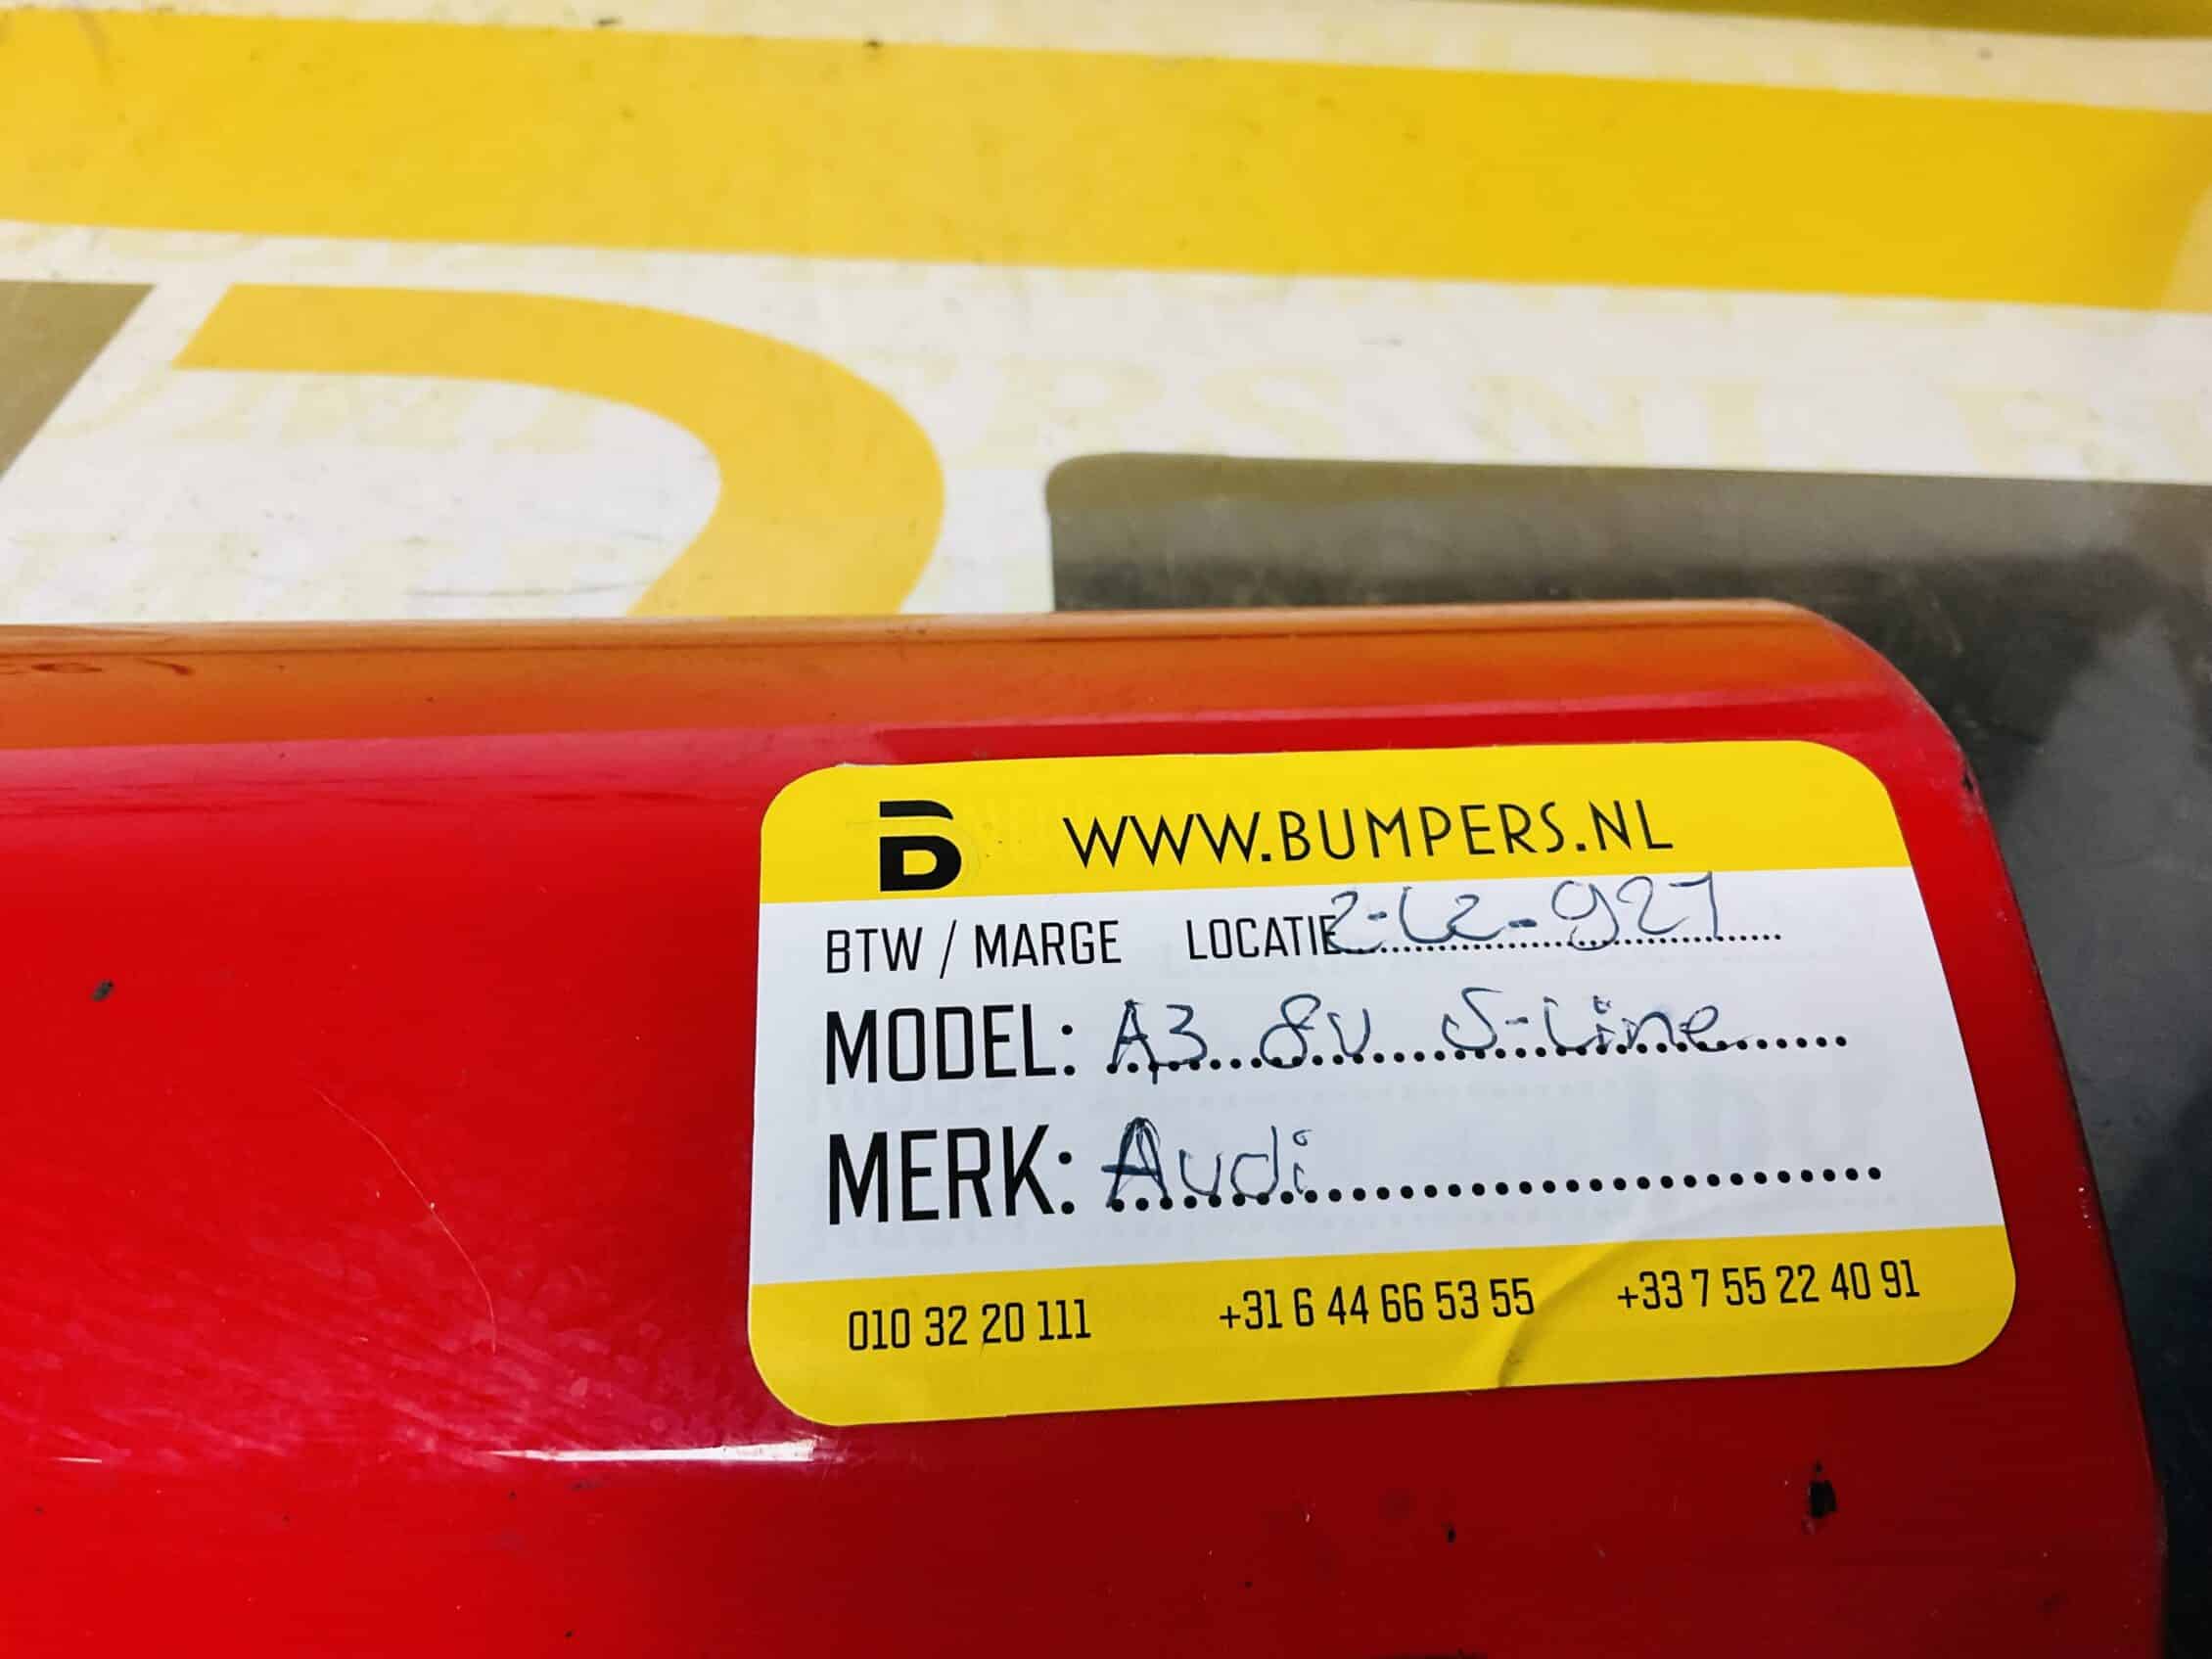 B WWW.BUMPERS.NL
BTW / MARGE LOCATIE 2-L2-927
MODEL: A3 8V S-Line
MERK: Audi
010 32 20 111 +31 6 44 66 53 55 +33 7 55 22 40 91